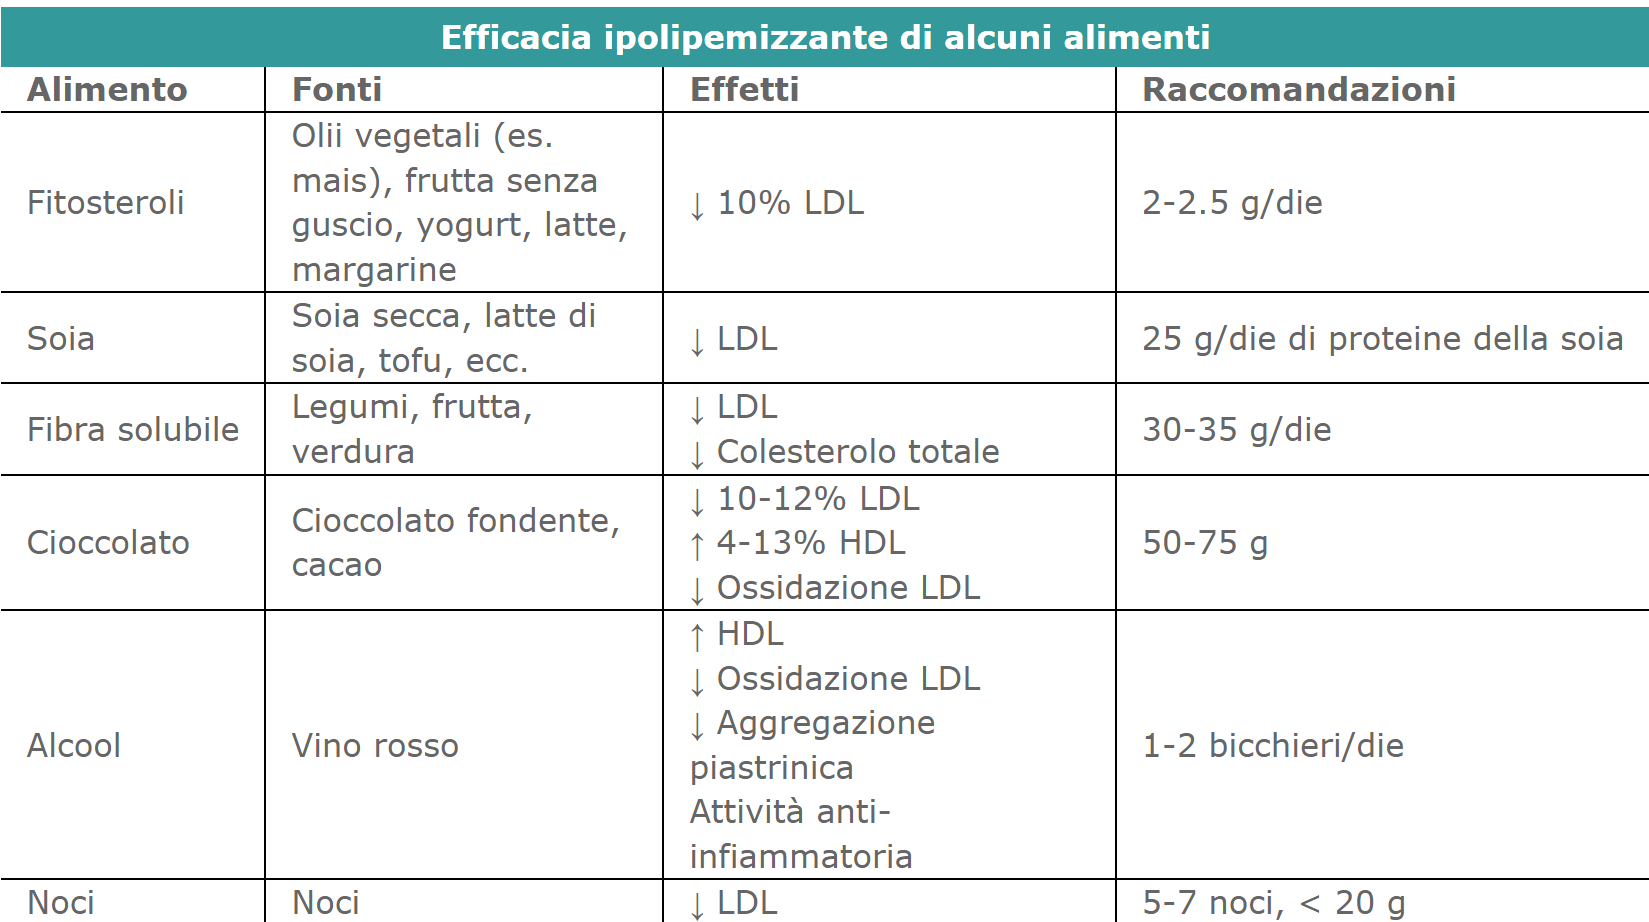 Efficacia ipolipemizzante di alcuni alimenti
Alimento Fonti Effetti Raccomandazioni
Fitosteroli
Olii vegetali (es.
mais), frutta senza
guscio, yogurt, latte,
margarine
↓ 10% LDL
2-2.5 g/die
Soia
Soia secca, latte di
soia, tofu, ecc.
↓ LDL
25 g/die di proteine della soia
Fibra solubile
Legumi, frutta,
verdura
↓ LDL
↓ Colesterolo totale
30-35 g/die
Cioccolato
Cioccolato fondente,
cacao
↓ 10-12% LDL
↑ 4-13% HDL
↓ Ossidazione LDL
50-75 g
Alcool
Vino rosso
↑ HDL
↓ Ossidazione LDL
↓ Aggregazione
piastrinica
Attività anti-
infiammatoria
1-2 bicchieri/die
Noci
Noci
↓ LDL
5-7 noci, < 20 g